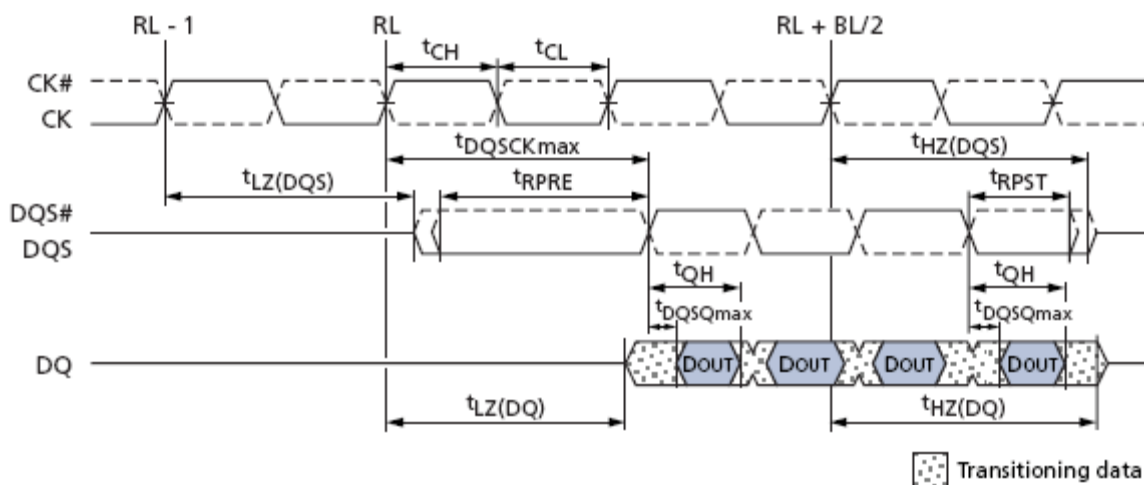 RL - 1
RL
RL + BL/2
tCH
tCL
CK#
CK
tDQSCKmax
tHZ(DQS)
tLZ(DQS)
tRPRE
tRPST
DQS#
DQS
tQH
tQH
tDQSQmax
tDQSQmax
DQ
DOUT
DOUT
DOUT
DOUT
tLZ(DQ)
tHZ(DQ)
Transitioning data